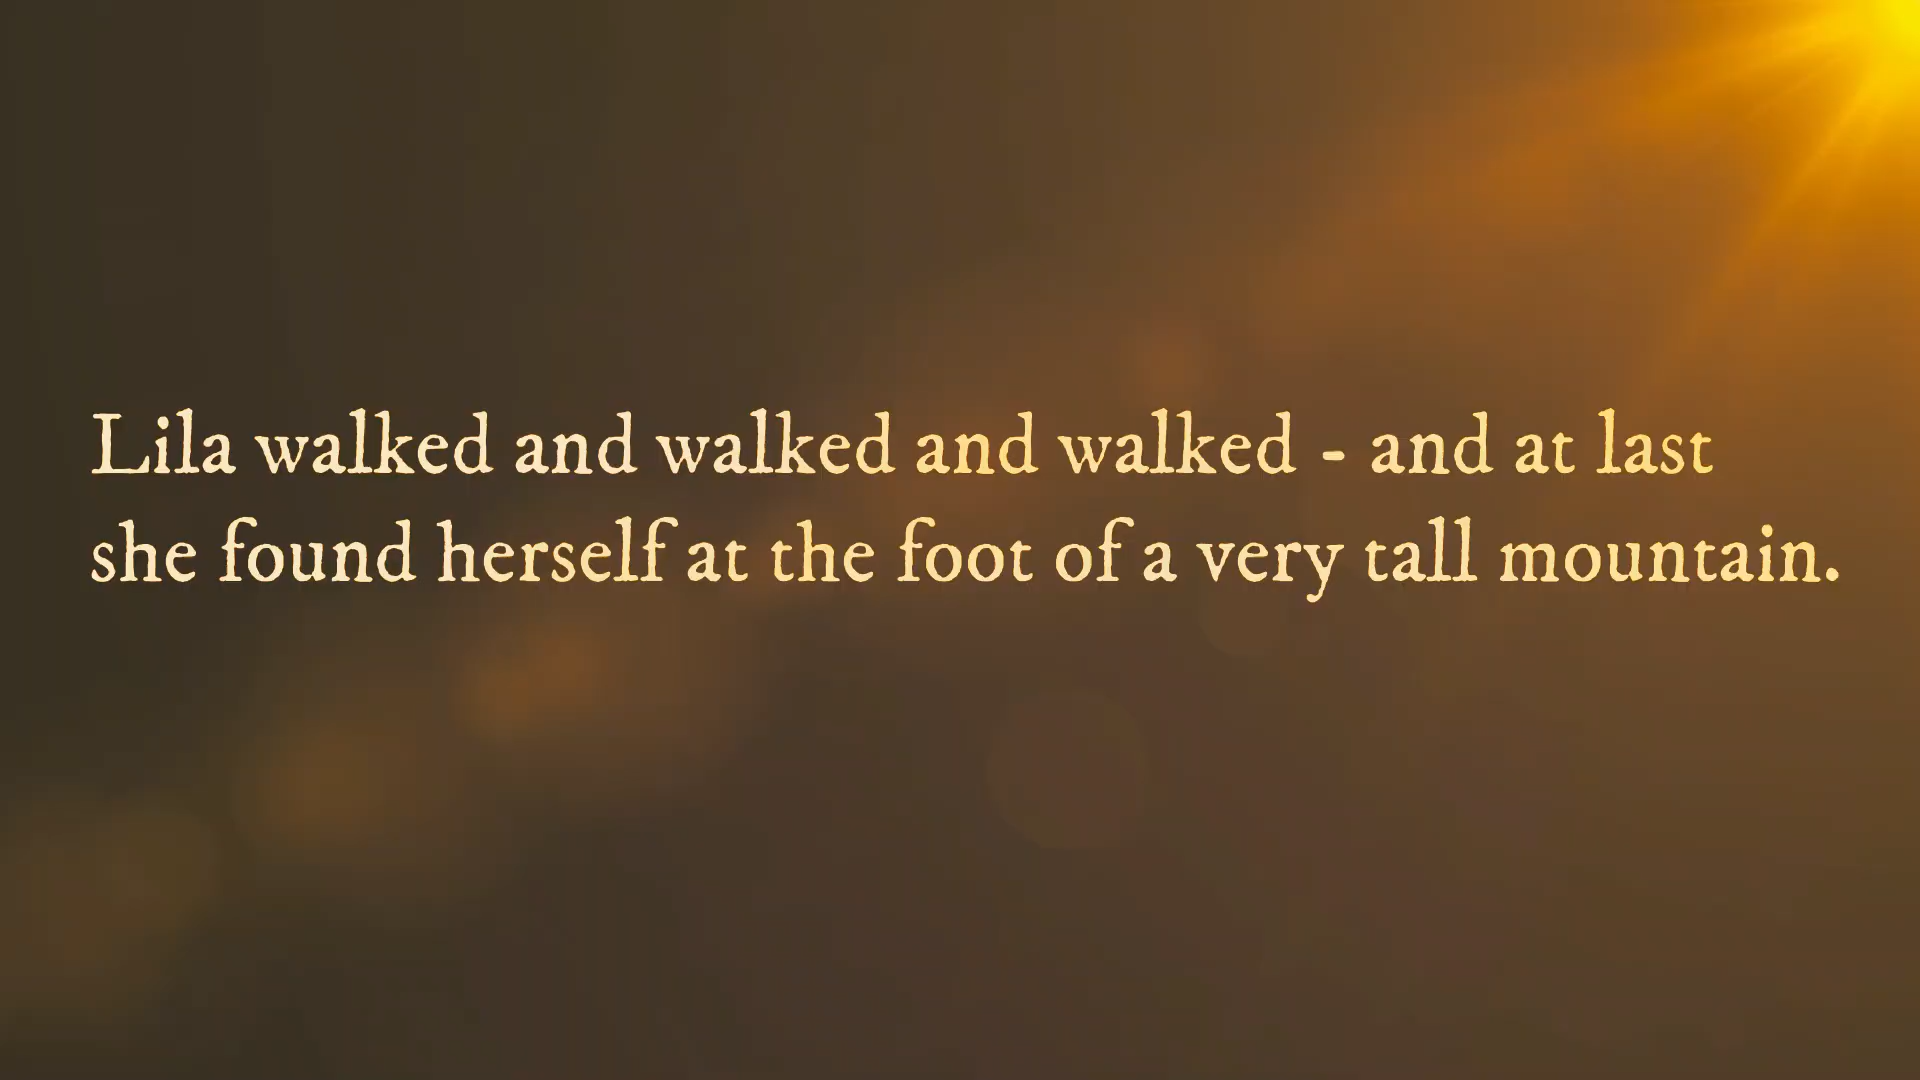 Lila walked and walked and walked - and at last
she found herself at the foot of a very tall mountain.